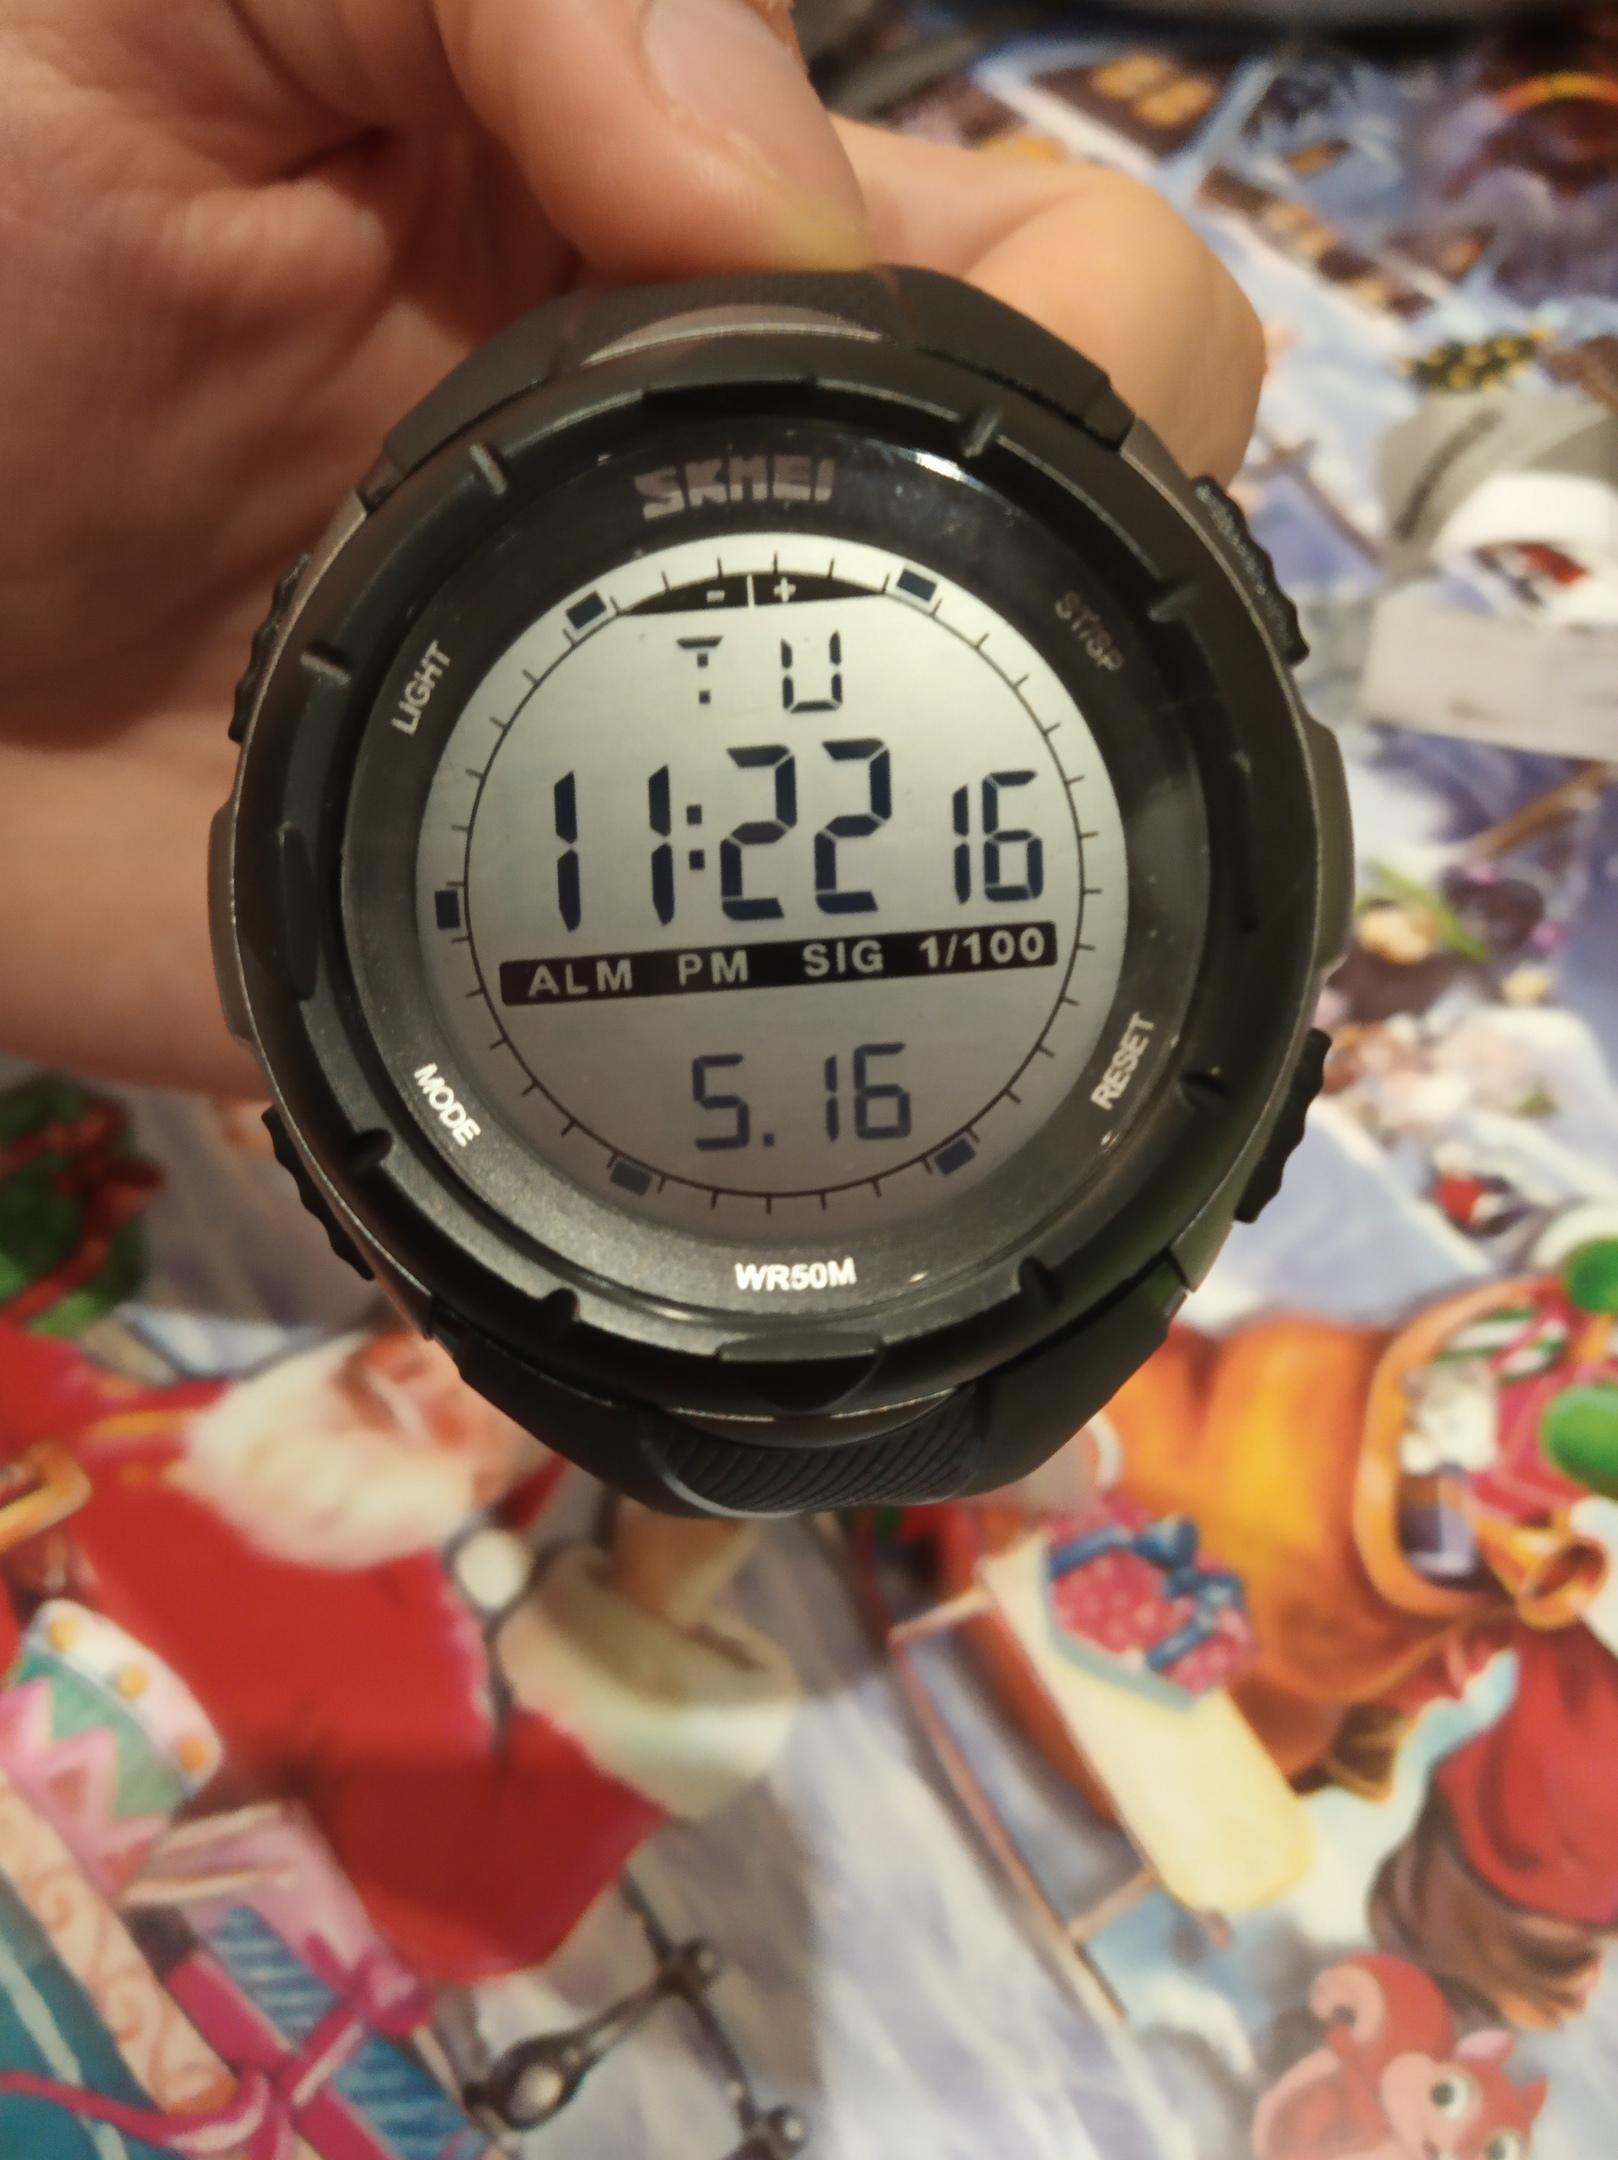 SKMEI
LIGHT
ST/SP
- +
TU
11:22 16
ALM PM SIG 1/100
5.16
MODE
RESET
WR50M